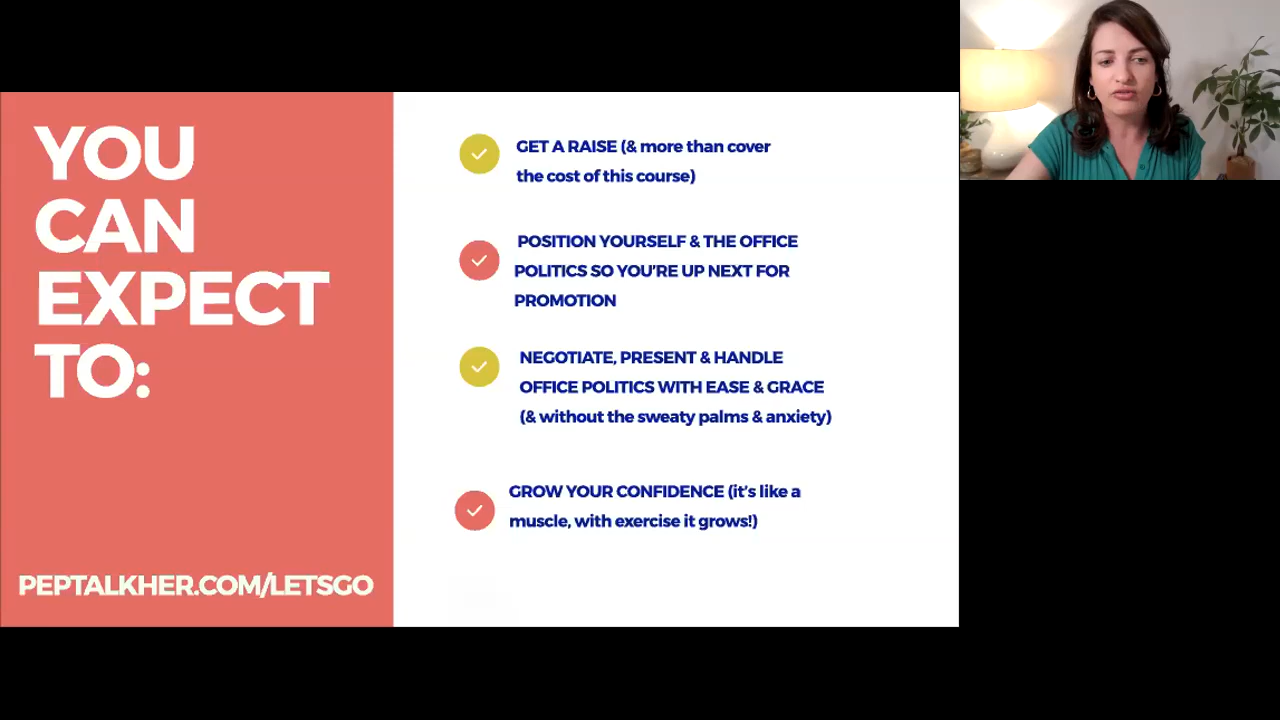 YOU
CAN
EXPECT
TO:
PEPTALKHER.COM/LETSGO
GET A RAISE (& more than cover
the cost of this course)
POSITION YOURSELF & THE OFFICE
POLITICS SO YOU'RE UP NEXT FOR
PROMOTION
NEGOTIATE, PRESENT & HANDLE
OFFICE POLITICS WITH EASE & GRACE
(& without the sweaty palms & anxiety)
GROW YOUR CONFIDENCE (it's like a
muscle, with exercise it grows!)